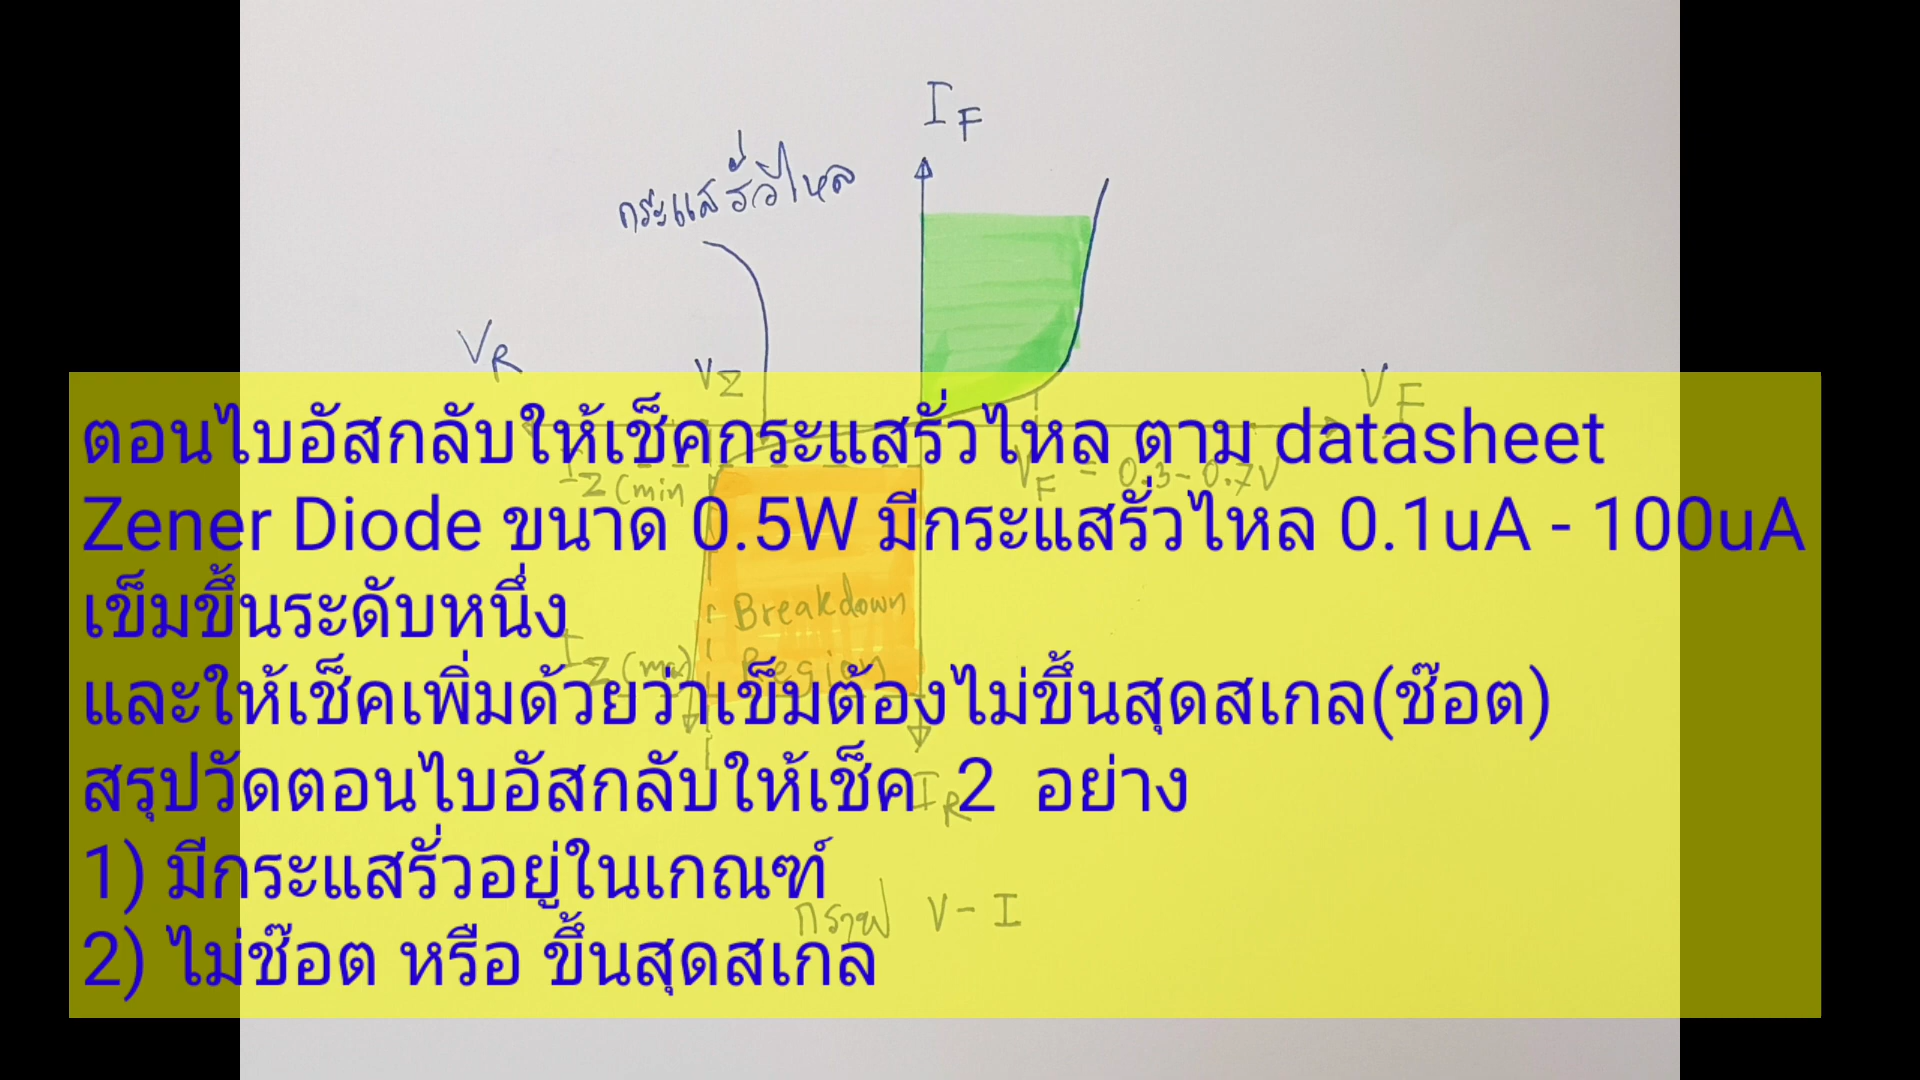 I F
กระแสรั่วไหล
V R
V Z
V F
ตอนไบอัสกลับให้เช็คกระแสรั่วไหล ตาม datasheet
I Z (min
V F = 0.3 - 0.7V
Zener Diode ขนาด 0.5W มีกระแสรั่วไหล 0.1uA - 100uA
เข็มขึ้นระดับหนึ่ง
Breakdown
Region
I Z (max)
และให้เช็คเพิ่มด้วยว่าเข็มต้องไม่ขึ้นสุดสเกล(ช๊อต)
สรุปวัดตอนไบอัสกลับให้เช็ค 2 อย่าง
I R
1) มีกระแสรั่วอยู่ในเกณฑ์
กราฟ V - I
2) ไม่ช๊อต หรือ ขึ้นสุดสเกล